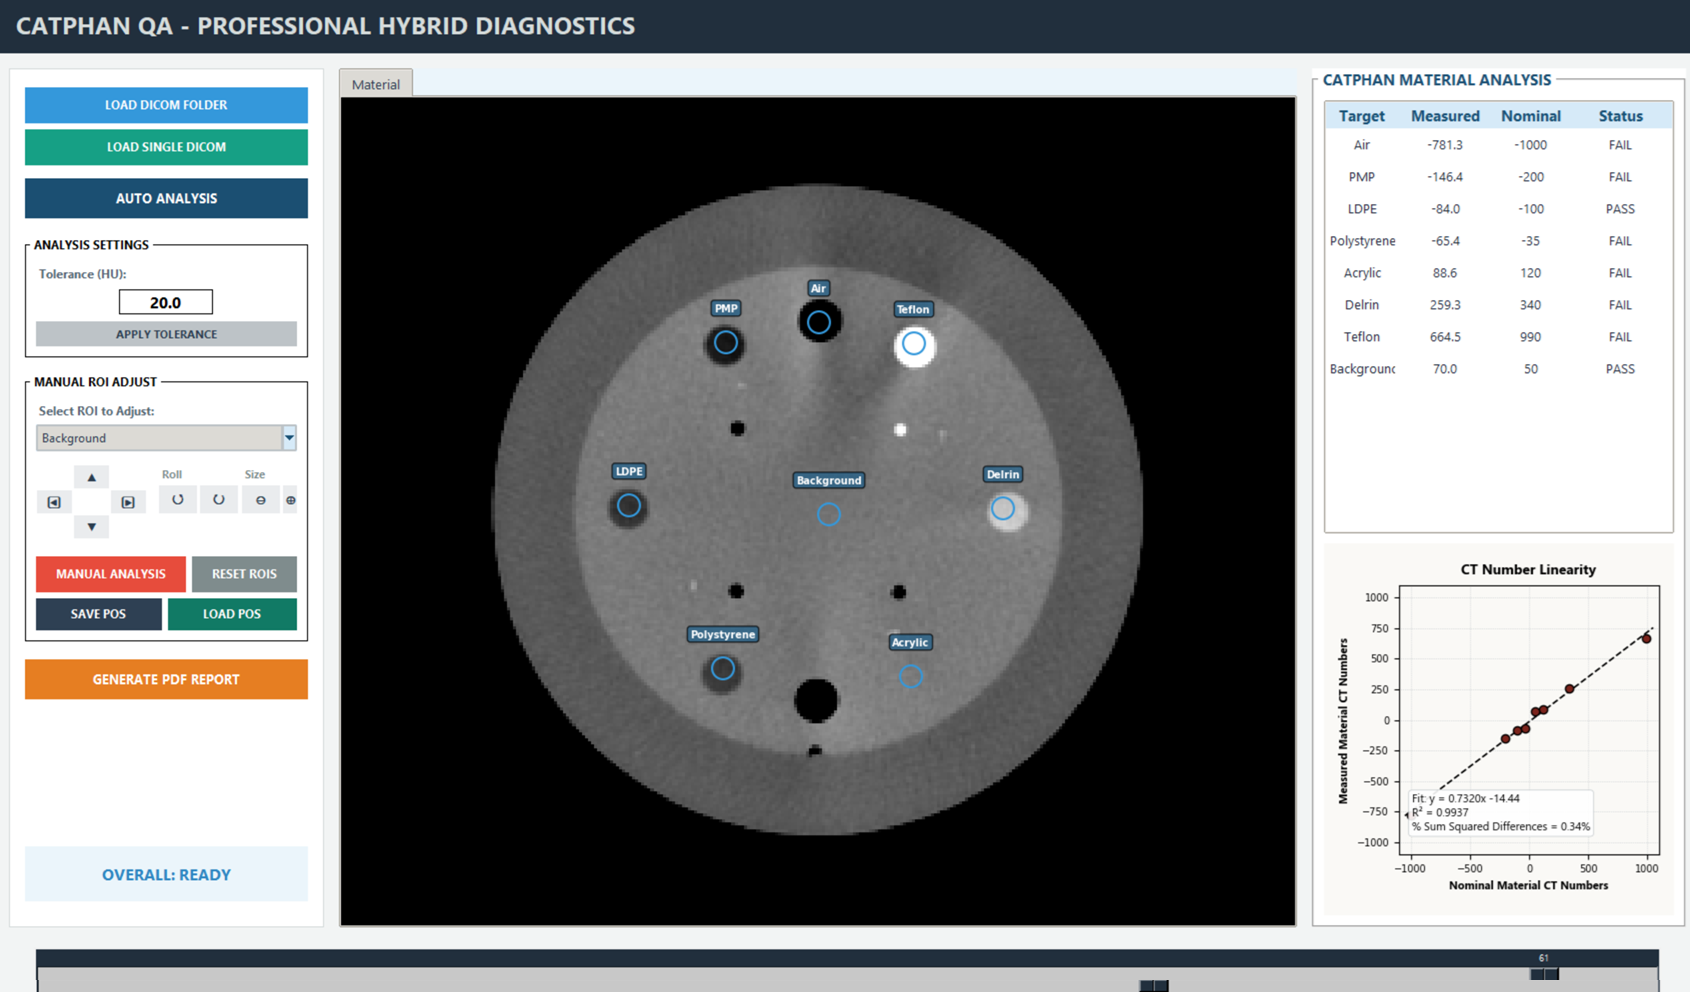 CATPHAN QA - PROFESSIONAL HYBRID DIAGNOSTICS
LOAD DICOM FOLDER
LOAD SINGLE DICOM
AUTO ANALYSIS
ANALYSIS SETTINGS
Tolerance (HU):
20.0
APPLY TOLERANCE
MANUAL ROI ADJUST
Select ROI to Adjust:
Background
Roll Size
MANUAL ANALYSIS RESET ROIS
SAVE POS LOAD POS
GENERATE PDF REPORT
OVERALL: READY
Material
Air
PMP
Teflon
LDPE
Background
Delrin
Polystyrene
Acrylic
CATPHAN MATERIAL ANALYSIS
Target Measured Nominal Status
Air -781.3 -1000 FAIL
PMP -146.4 -200 FAIL
LDPE -84.0 -100 PASS
Polystyrene -65.4 -35 FAIL
Acrylic 88.6 120 FAIL
Delrin 259.3 340 FAIL
Teflon 664.5 990 FAIL
Background 70.0 50 PASS
CT Number Linearity
Measured Material CT Numbers
1000
750
500
250
0
−250
−500
−750
−1000
Fit: y = 0.7320x -14.44
R² = 0.9937
% Sum Squared Differences = 0.34%
−1000 −500 0 500 1000
Nominal Material CT Numbers
61